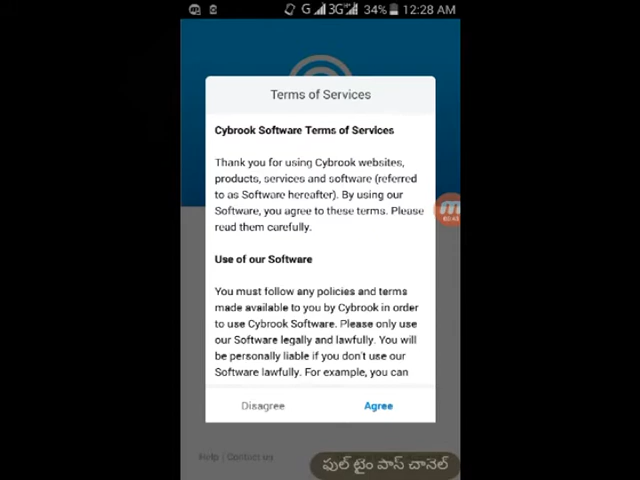 G 3G 34% 12:28 AM
Terms of Services
Cybrook Software Terms of Services
Thank you for using Cybrook websites,
products, services and software (referred
to as Software hereafter). By using our
Software, you agree to these terms. Please
read them carefully.
Use of our Software
You must follow any policies and terms
made available to you by Cybrook in order
to use Cybrook Software. Please only use
our Software legally and lawfully. You will
be personally liable if you don't use our
Software lawfully. For example, you can
Disagree Agree
Help | Contact us
ఫుల్ టైం పాస్ చానెల్